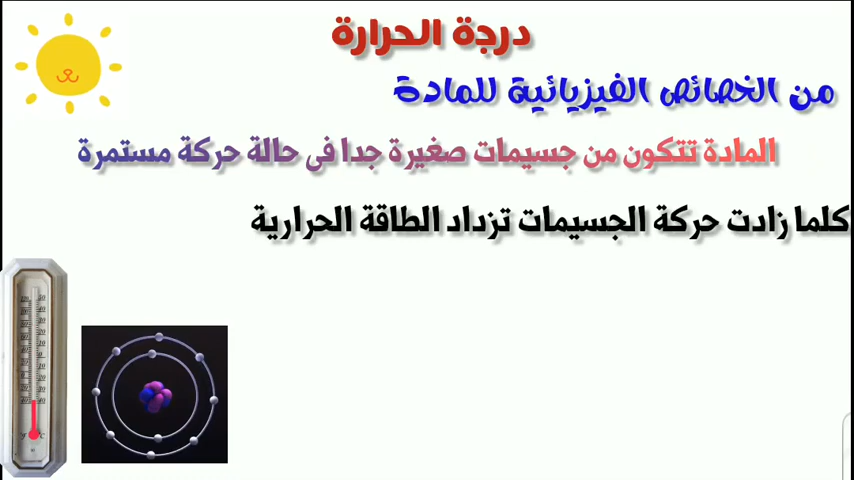 درجة الحرارة
من الخصائص الفيزيائية للمادة
المادة تتكون من جسيمات صغيرة جدا فى حالة حركة مستمرة
كلما زادت حركة الجسيمات تزداد الطاقة الحرارية